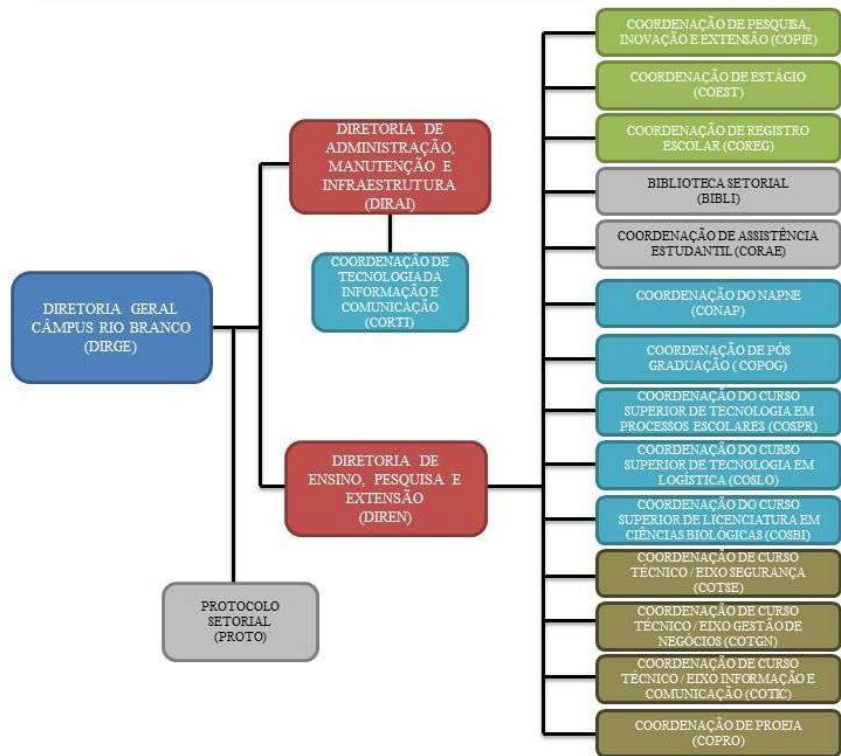 COORDENAÇÃO DE PESQUISA,
INOVAÇÃO E EXTENSÃO (COPIE)
COORDENAÇÃO DE ESTÁGIO
(COEST)
COORDENAÇÃO DE REGISTRO
ESCOLAR (COREG)
BIBLIOTECA SETORIAL
(BIBLI)
COORDENAÇÃO DE ASSISTÊNCIA
ESTUDANTIL (CORAE)
COORDENAÇÃO DO NAPNE
(CONAP)
COORDENAÇÃO DE PÓS
GRADUAÇÃO ( COPOG)
COORDENAÇÃO DO CURSO
SUPERIOR DE TECNOLOGIA EM
PROCESSOS ESCOLARES (COSPR)
COORDENAÇÃO DO CURSO
SUPERIOR DE TECNOLOGIA EM
LOGÍSTICA (COSLO)
COORDENAÇÃO DO CURSO
SUPERIOR DE LICENCIATURA EM
CIÊNCIAS BIOLÓGICAS (COSBI)
COORDENAÇÃO DE CURSO
TÉCNICO / EIXO SEGURANÇA
(COTSE)
COORDENAÇÃO DE CURSO
TÉCNICO / EIXO GESTÃO DE
NEGÓCIOS (COTGN)
COORDENAÇÃO DE CURSO
TÉCNICO / EIXO INFORMAÇÃO E
COMUNICAÇÃO (COTIC)
COORDENAÇÃO DE PROEJA
(COPRO)
DIRETORIA DE
ADMINISTRAÇÃO,
MANUTENÇÃO E
INFRAESTRUTURA
(DIRAI)
COORDENAÇÃO DE
TECNOLOGIA DA
INFORMAÇÃO E
COMUNICAÇÃO
(CORTI)
DIRETORIA GERAL
CÂMPUS RIO BRANCO
(DIRGE)
DIRETORIA DE
ENSINO, PESQUISA E
EXTENSÃO
(DIREN)
PROTOCOLO
SETORIAL
(PROTO)